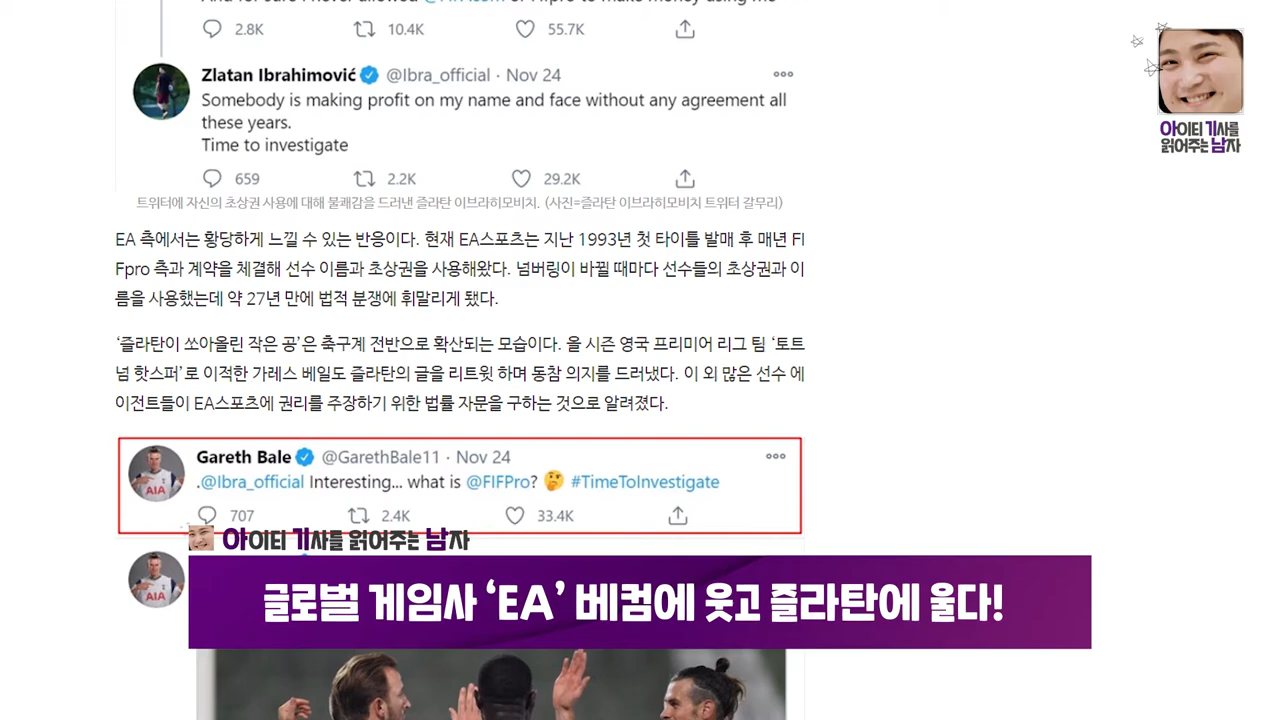 2.8K 10.4K 55.7K
Zlatan Ibrahimović @Ibra_official · Nov 24
Somebody is making profit on my name and face without any agreement all
these years.
Time to investigate
659 2.2K 29.2K
트위터에 자신의 초상권 사용에 대해 불쾌감을 드러낸 즐라탄 이브라히모비치. (사진=즐라탄 이브라히모비치 트위터 갈무리)
아이티 기사를
읽어주는 남자
EA 측에서는 황당하게 느낄 수 있는 반응이다. 현재 EA스포츠는 지난 1993년 첫 타이틀 발매 후 매년 FI
Fpro 측과 계약을 체결해 선수 이름과 초상권을 사용해왔다. 넘버링이 바뀔 때마다 선수들의 초상권과 이
름을 사용했는데 약 27년 만에 법적 분쟁에 휘말리게 됐다.
‘즐라탄이 쏘아올린 작은 공’은 축구계 전반으로 확산되는 모습이다. 올 시즌 영국 프리미어 리그 팀 ‘토트
넘 핫스퍼’로 이적한 가레스 베일도 즐라탄의 글을 리트윗 하며 동참 의지를 드러냈다. 이 외 많은 선수 에
이전트들이 EA스포츠에 권리를 주장하기 위한 법률 자문을 구하는 것으로 알려졌다.
Gareth Bale @GarethBale11 · Nov 24
.@Ibra_official Interesting... what is @FIFPro? 🤔 #TimeToInvestigate
707 2.4K 33.4K
AIA
아이티 기사를 읽어주는 남자
AIA
글로벌 게임사 ‘EA’ 베컴에 웃고 즐라탄에 울다!